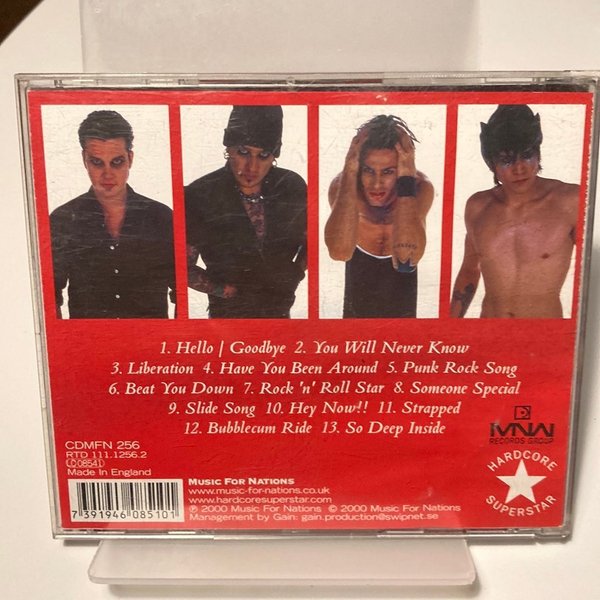 1. Hello | Goodbye 2. You Will Never Know
3. Liberation 4. Have You Been Around 5. Punk Rock Song
6. Beat You Down 7. Rock 'n' Roll Star 8. Someone Special
9. Slide Song 10. Hey Now!! 11. Strapped
12. Bubblecum Ride 13. So Deep Inside
MNW
RECORDS GROUP
HARDCORE
SUPERSTAR
CDMFN 256
RTD 111.1256.2
D 08541
Made In England
7 391946 085101
MUSIC FOR NATIONS
www.music-for-nations.co.uk
www.hardcoresuperstar.com
℗ 2000 Music For Nations © 2000 Music For Nations
Management by Gain: gain.production@swipnet.se